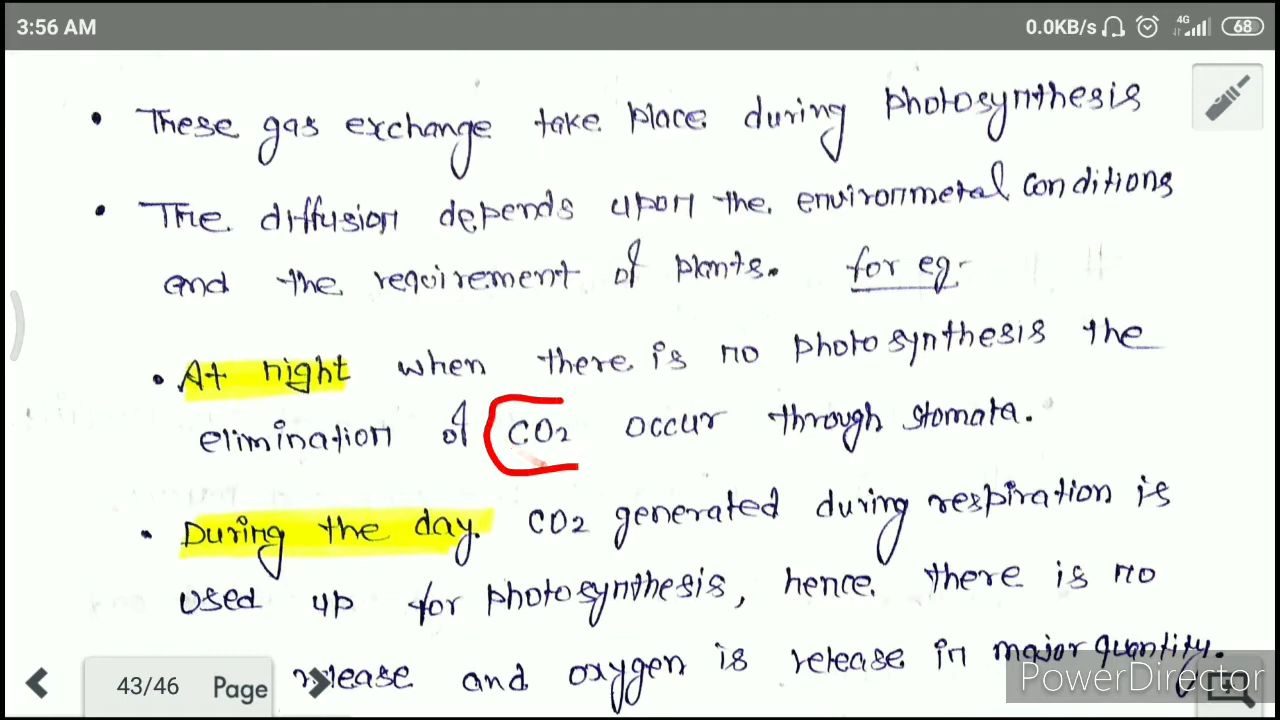 3:56 AM 0.0KB/s 4G 68
• These gas exchange take place during photosynthesis
• The diffusion depends upon the environmetal conditions
and the requirement of plants. for eg:
• At night when there is no photosynthesis the
elimination of CO2 occur through stomata.
• During the day. CO2 generated during respiration is
used up for photosynthesis, hence there is no
release and oxygen is release in major quantity.
43/46 Page
PowerDirector